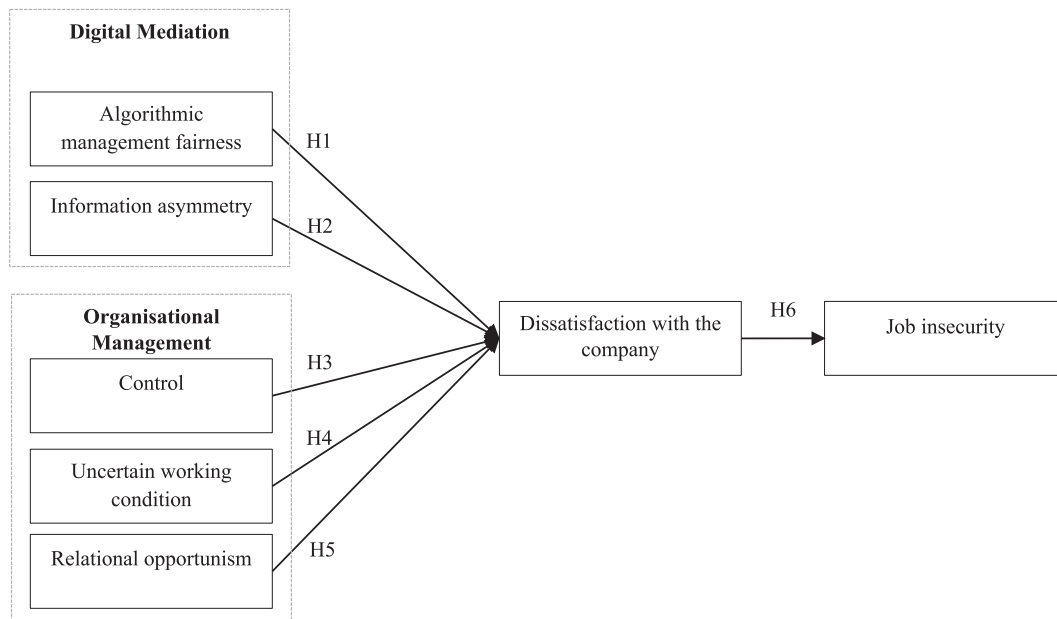 Digital Mediation
Algorithmic
management fairness
H1
Information asymmetry
H2
Organisational
Management
Control
H3
Uncertain working
condition
H4
Relational opportunism
H5
Dissatisfaction with the
company
H6
Job insecurity